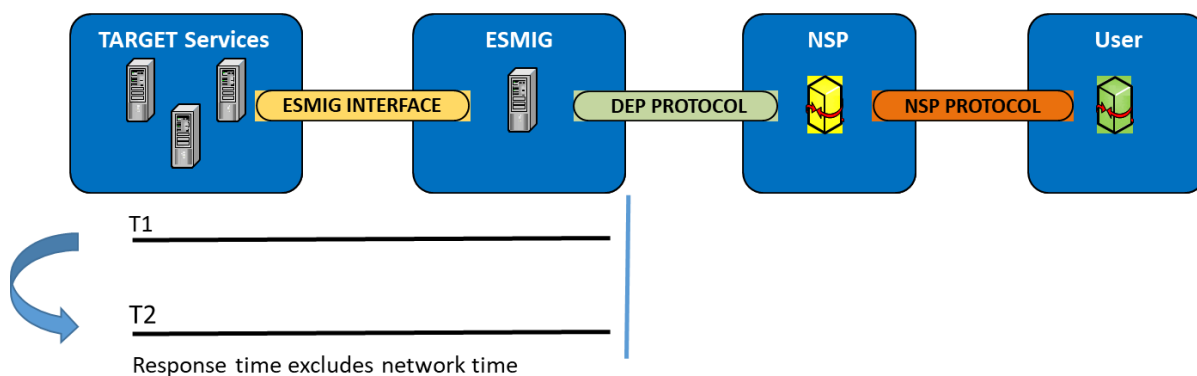 TARGET Services
ESMIG
NSP
User
ESMIG INTERFACE
DEP PROTOCOL
NSP PROTOCOL
T1
T2
Response time excludes network time